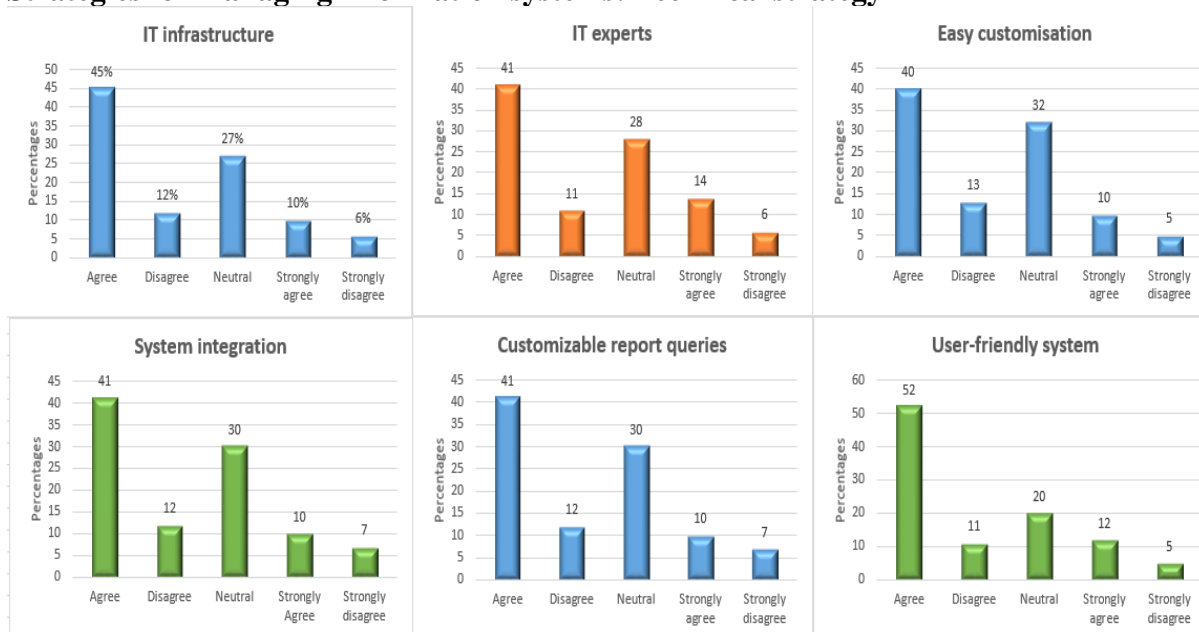 Strategies for managing information systems: Technical strategy
IT infrastructure
Percentages
50
45
40
35
30
25
20
15
10
5
0
45%
12%
27%
10%
6%
Agree
Disagree
Neutral
Strongly
agree
Strongly
disagree
IT experts
Percentages
45
40
35
30
25
20
15
10
5
0
41
11
28
14
6
Agree
Disagree
Neutral
Strongly
agree
Strongly
disagree
Easy customisation
Percentages
45
40
35
30
25
20
15
10
5
0
40
13
32
10
5
Agree
Disagree
Neutral
Strongly
agree
Strongly
disagree
System integration
Percentages
45
40
35
30
25
20
15
10
5
0
41
12
30
10
7
Agree
Disagree
Neutral
Strongly
Agree
Strongly
disagree
Customizable report queries
Percentages
45
40
35
30
25
20
15
10
5
0
41
12
30
10
7
Agree
Disagree
Neutral
Strongly
agree
Strongly
disagree
User-friendly system
Percentages
60
50
40
30
20
10
0
52
11
20
12
5
Agree
Disagree
Neutral
Strongly
agree
Strongly
disagree